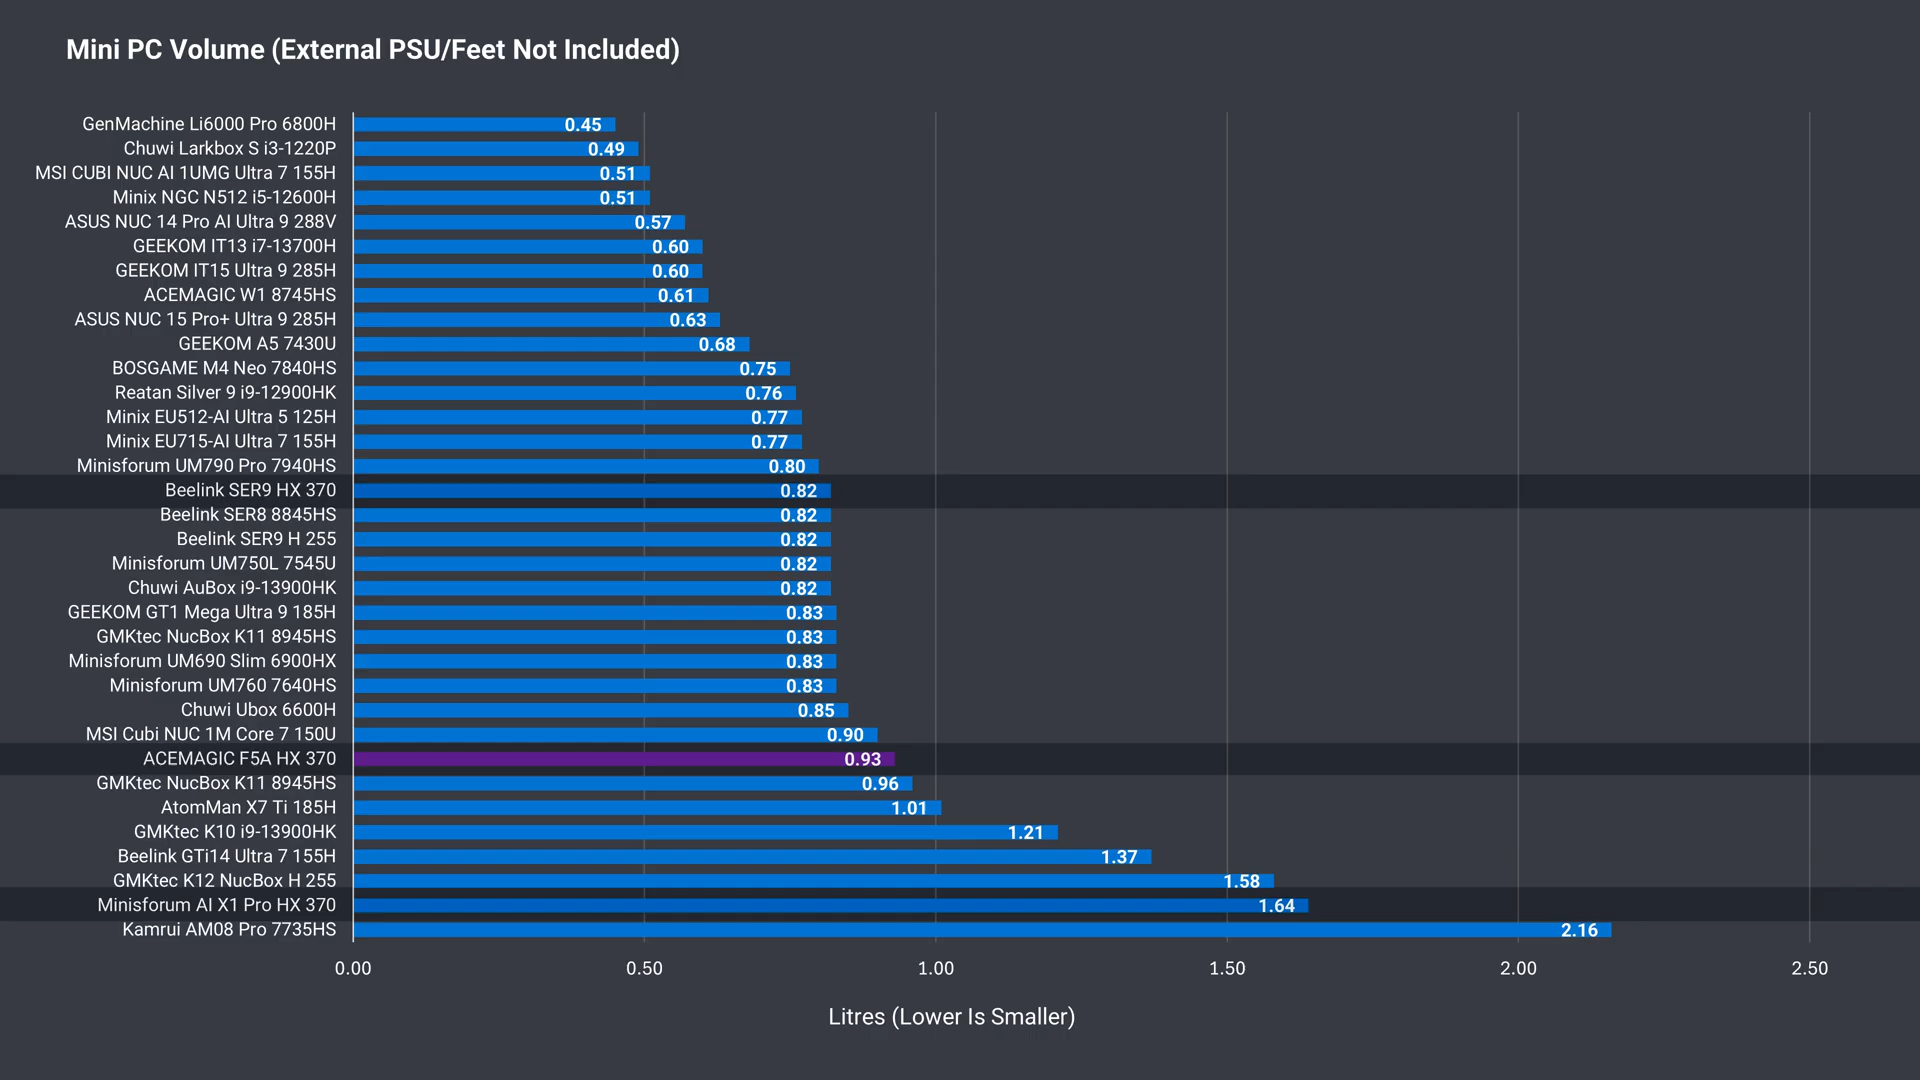 Mini PC Volume (External PSU/Feet Not Included)
GenMachine Li6000 Pro 6800H 0.45
Chuwi Larkbox S i3-1220P 0.49
MSI CUBI NUC AI 1UMG Ultra 7 155H 0.51
Minix NGC N512 i5-12600H 0.51
ASUS NUC 14 Pro AI Ultra 9 288V 0.57
GEEKOM IT13 i7-13700H 0.60
GEEKOM IT15 Ultra 9 285H 0.60
ACEMAGIC W1 8745HS 0.61
ASUS NUC 15 Pro+ Ultra 9 285H 0.63
GEEKOM A5 7430U 0.68
BOSGAME M4 Neo 7840HS 0.75
Reatan Silver 9 i9-12900HK 0.76
Minix EU512-AI Ultra 5 125H 0.77
Minix EU715-AI Ultra 7 155H 0.77
Minisforum UM790 Pro 7940HS 0.80
Beelink SER9 HX 370 0.82
Beelink SER8 8845HS 0.82
Beelink SER9 H 255 0.82
Minisforum UM750L 7545U 0.82
Chuwi AuBox i9-13900HK 0.82
GEEKOM GT1 Mega Ultra 9 185H 0.83
GMKtec NucBox K11 8945HS 0.83
Minisforum UM690 Slim 6900HX 0.83
Minisforum UM760 7640HS 0.83
Chuwi Ubox 6600H 0.85
MSI Cubi NUC 1M Core 7 150U 0.90
ACEMAGIC F5A HX 370 0.93
GMKtec NucBox K11 8945HS 0.96
AtomMan X7 Ti 185H 1.01
GMKtec K10 i9-13900HK 1.21
Beelink GTi14 Ultra 7 155H 1.37
GMKtec K12 NucBox H 255 1.58
Minisforum AI X1 Pro HX 370 1.64
Kamrui AM08 Pro 7735HS 2.16
0.00 0.50 1.00 1.50 2.00 2.50
Litres (Lower Is Smaller)